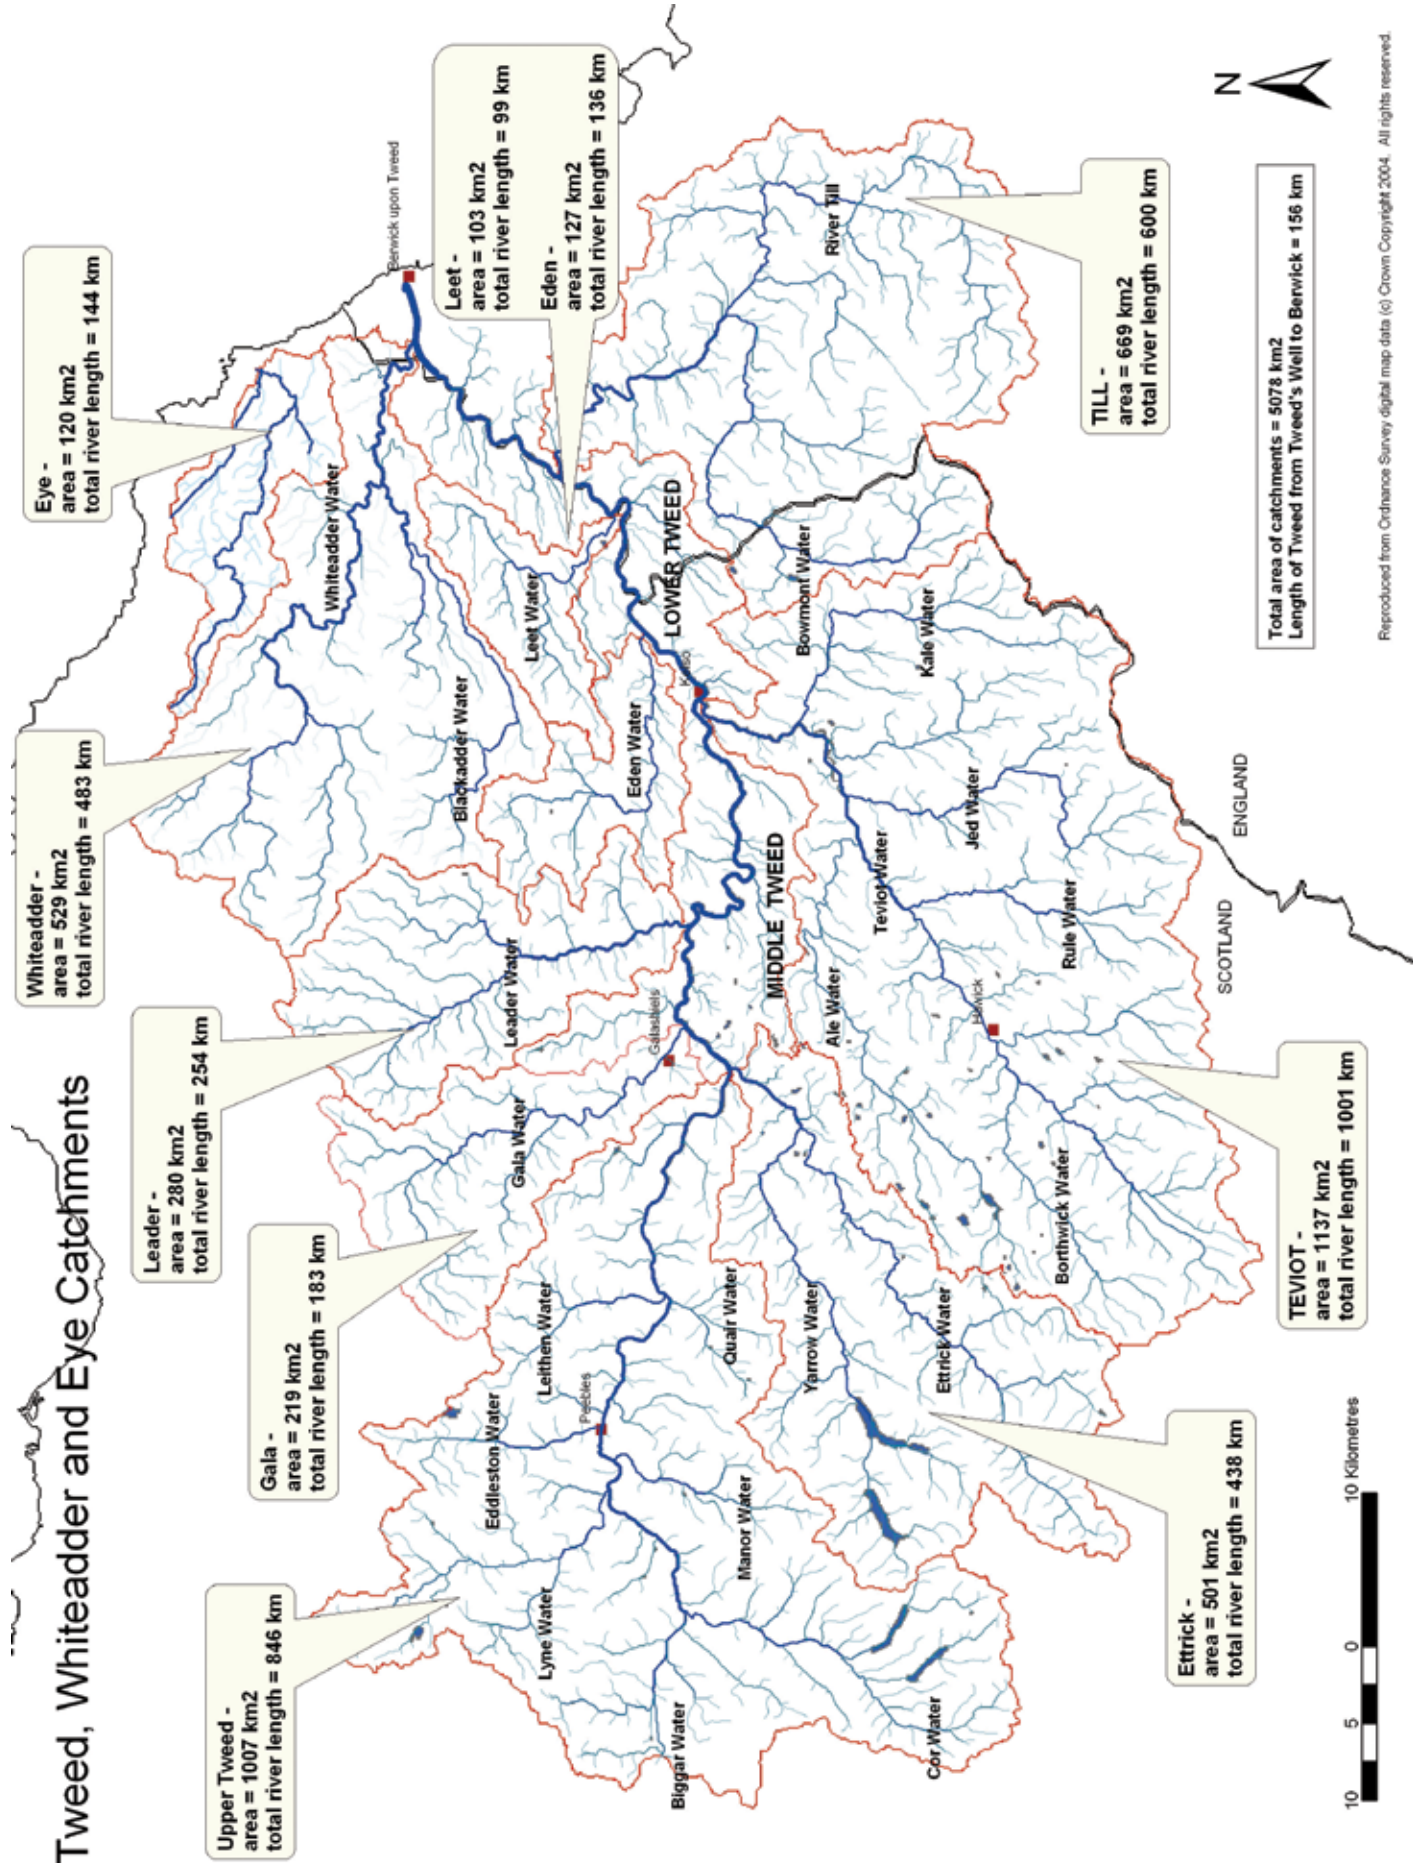 Tweed, Whiteadder and Eye Catchments
Upper Tweed -
area = 1007 km2
total river length = 846 km
Gala -
area = 219 km2
total river length = 183 km
Leader -
area = 280 km2
total river length = 254 km
Whiteadder -
area = 529 km2
total river length = 483 km
Eye -
area = 120 km2
total river length = 144 km
Leet -
area = 103 km2
total river length = 99 km
Eden -
area = 127 km2
total river length = 136 km
Berwick upon Tweed
Whiteadder Water
Blackadder Water
Leet Water
Eden Water
Leader Water
Gala Water
Leithen Water
Eddleston Water
Lyne Water
Biggar Water
Peebles
Galashiels
Kelso
LOWER TWEED
MIDDLE TWEED
Manor Water
Quair Water
Yarrow Water
Ettrick Water
Cor Water
Ale Water
Teviot Water
Borthwick Water
Hawick
Rule Water
Jed Water
Kale Water
Bowmont Water
River Till
SCOTLAND
ENGLAND
Ettrick -
area = 501 km2
total river length = 438 km
TEVIOT -
area = 1137 km2
total river length = 1001 km
TILL -
area = 669 km2
total river length = 600 km
N
Total area of catchments = 5078 km2
Length of Tweed from Tweed's Well to Berwick = 156 km
10 5 0 10 Kilometres
Reproduced from Ordnance Survey digital map data (c) Crown Copyright 2004. All rights reserved.